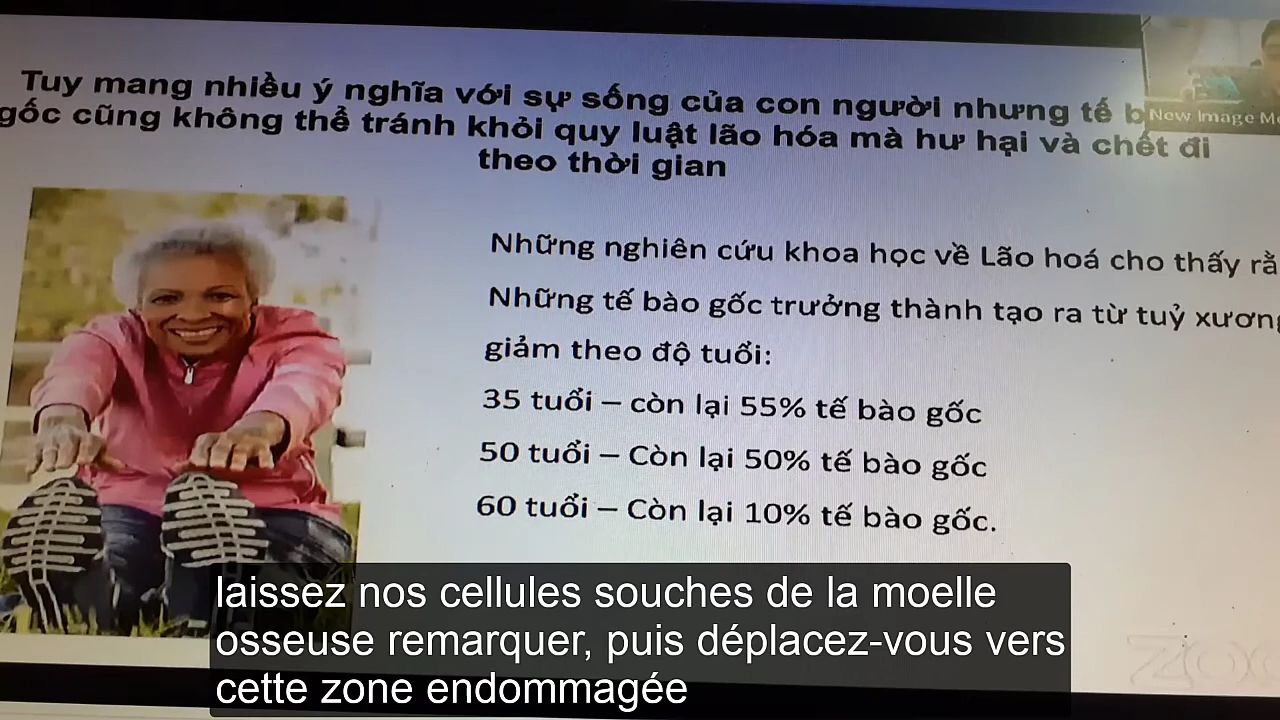 Tuy mang nhiều ý nghĩa với sự sống của con người nhưng tế
gốc cũng không thể tránh khỏi quy luật lão hóa mà hư hại và chết đi
theo thời gian
New Image
Những nghiên cứu khoa học về Lão hoá cho thấy
Những tế bào gốc trưởng thành tạo ra từ tuỷ
giảm theo độ tuổi:
35 tuổi – còn lại 55% tế bào gốc
50 tuổi – Còn lại 50% tế bào gốc
60 tuổi – Còn lại 10% tế bào gốc.
laissez nos cellules souches de la moelle
osseuse remarquer, puis déplacez-vous vers
cette zone endommagée